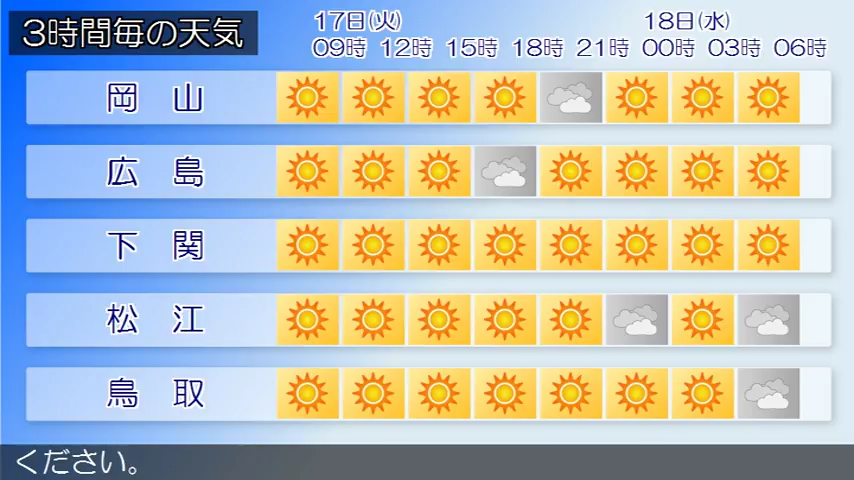 3時間毎の天気
17日(火) 18日(水)
09時 12時 15時 18時 21時 00時 03時 06時
岡山
広島
下関
松江
鳥取
ください。